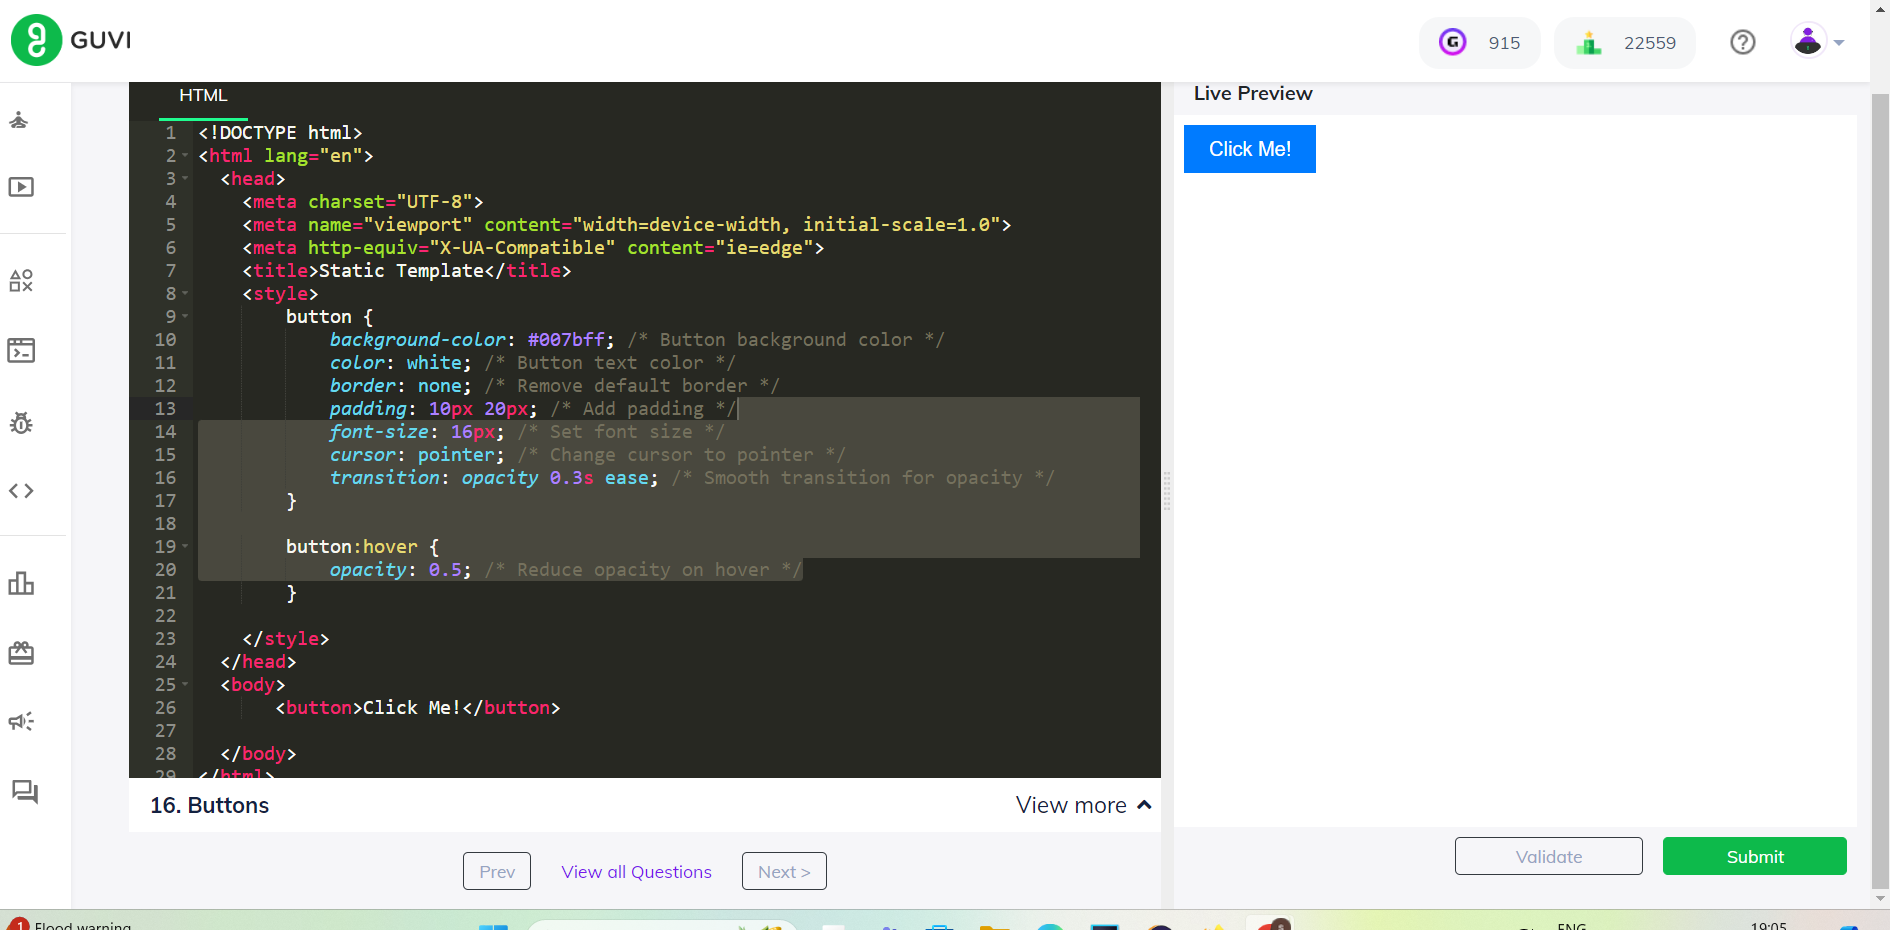 GUVI
915
22559
HTML
1 <!DOCTYPE html>
2 <html lang="en">
3 <head>
4 <meta charset="UTF-8">
5 <meta name="viewport" content="width=device-width, initial-scale=1.0">
6 <meta http-equiv="X-UA-Compatible" content="ie=edge">
7 <title>Static Template</title>
8 <style>
9 button {
10 background-color: #007bff; /* Button background color */
11 color: white; /* Button text color */
12 border: none; /* Remove default border */
13 padding: 10px 20px; /* Add padding */
14 font-size: 16px; /* Set font size */
15 cursor: pointer; /* Change cursor to pointer */
16 transition: opacity 0.3s ease; /* Smooth transition for opacity */
17 }
18
19 button:hover {
20 opacity: 0.5; /* Reduce opacity on hover */
21 }
22
23 </style>
24 </head>
25 <body>
26 <button>Click Me!</button>
27
28 </body>
29 </html>
16. Buttons
View more
Prev
View all Questions
Next >
Live Preview
Click Me!
Validate
Submit
1
Flood warning
ENG
19:05